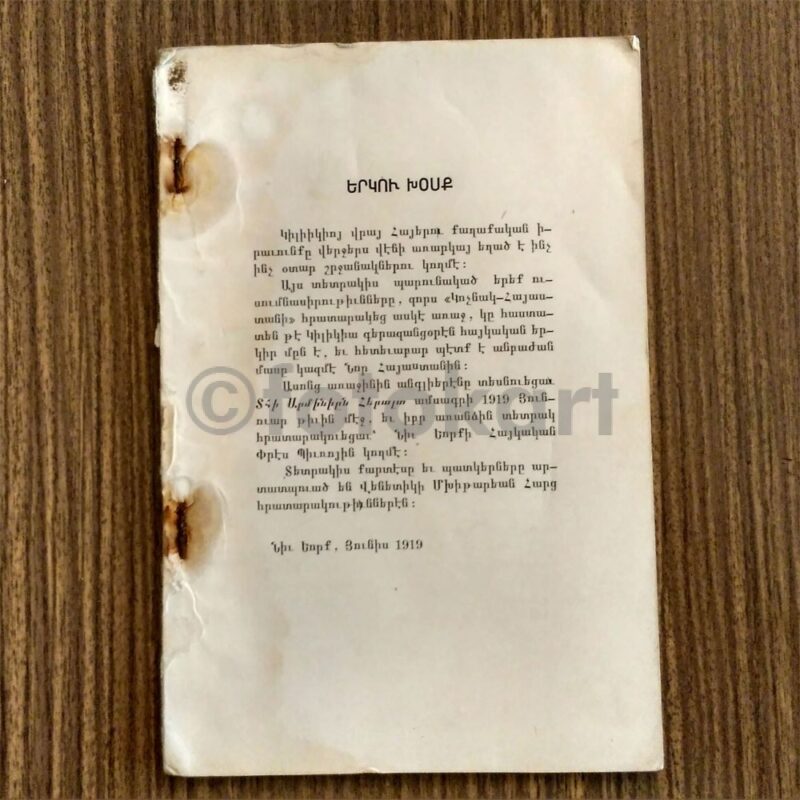 ԵՐԿՈՒ ԽՕՍՔ
Կիլիկիոյ վրայ Հայերու քաղաքական ի-
րաւունքը վերջերս վէնի առարկայ եղած է ինչ
ինչ օտար շրջանակներու կողմէ:
Այս տետրակիս պարունակած երեք ու-
սումնասիրութիւնները, զորս «Կոչնակ-Հայաս-
տանի» հրատարակեց ասկէ առաջ, կը հաստա-
տեն թէ Կիլիկիա գերազանցօրէն հայկական եր-
կիր մըն է, եւ հետեւաբար պէտք է անբաժան
մասը կազմէ Նոր Հայաստանին:
Ասոնց առաջինին անգլիերէնը տեսնուեցաւ
ՏՀի Արմինիըն Հերալտ ամսագրի 1919 Յուն-
ուար թիւին մէջ, եւ իբր առանձին տետրակ
հրատարակուեցաւ՝ Նիւ Եորքի Հայկական
Փրէս Պիւռոյին կողմէ:
Տետրակիս քարտէսը եւ պատկերները ար-
տատպուած են Վենետիկի Մխիթարեան Հարց
հրատարակութիւններէն:
Նիւ Եորք, Յունիս 1919
©fotokart